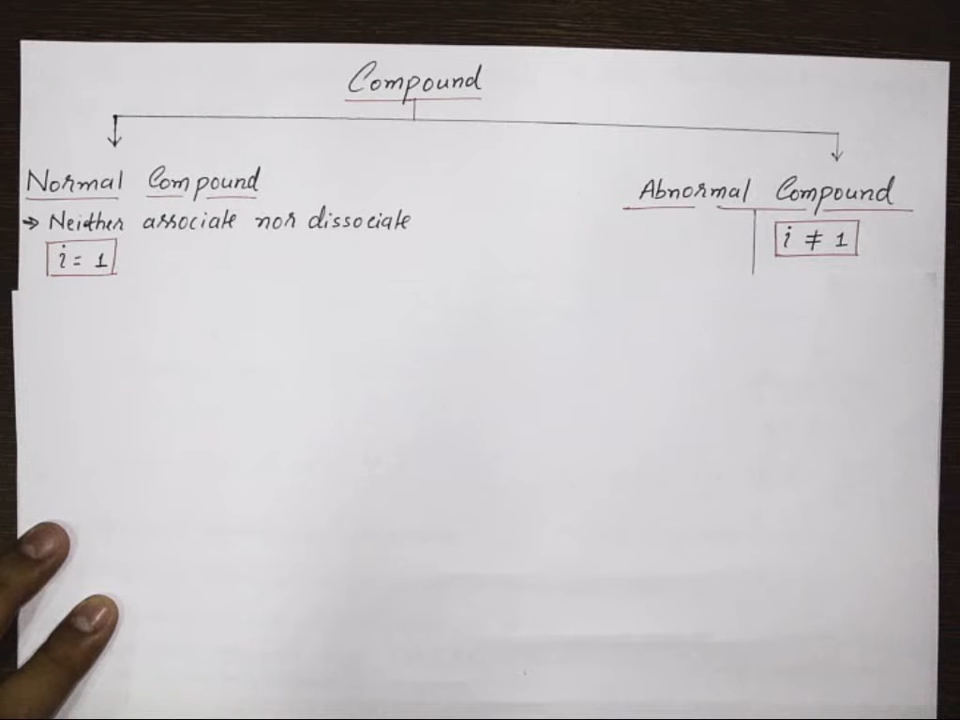 Compound
Normal Compound
→ Neither associate nor dissociate
i = 1
Abnormal Compound
i ≠ 1